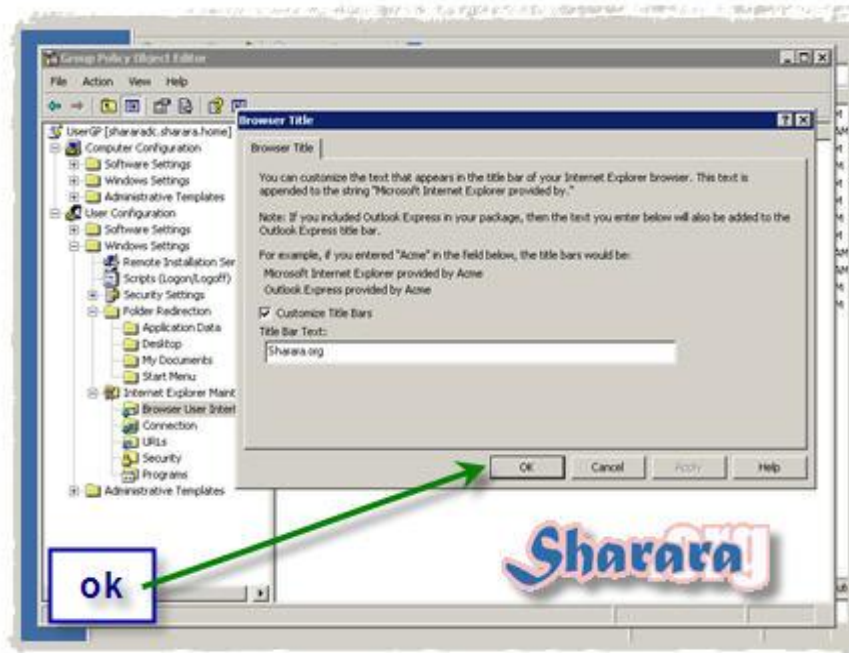 Group Policy Object Editor
File Action View Help
UserGP [shararadc.sharara.home]
Computer Configuration
Software Settings
Windows Settings
Administrative Templates
User Configuration
Software Settings
Windows Settings
Remote Installation Ser
Scripts (Logon/Logoff)
Security Settings
Folder Redirection
Application Data
Desktop
My Documents
Start Menu
Internet Explorer Maint
Browser User Interf
Connection
URLs
Security
Programs
Administrative Templates
Browser Title
Browser Title
You can customize the text that appears in the title bar of your Internet Explorer browser. This text is
appended to the string "Microsoft Internet Explorer provided by."
Note: If you included Outlook Express in your package, then the text you enter below will also be added to the
Outlook Express title bar.
For example, if you entered "Acme" in the field below, the title bars would be:
Microsoft Internet Explorer provided by Acme
Outlook Express provided by Acme
Customize Title Bars
Title Bar Text:
Sharara.org
OK Cancel Apply Help
ok
Sharara.org